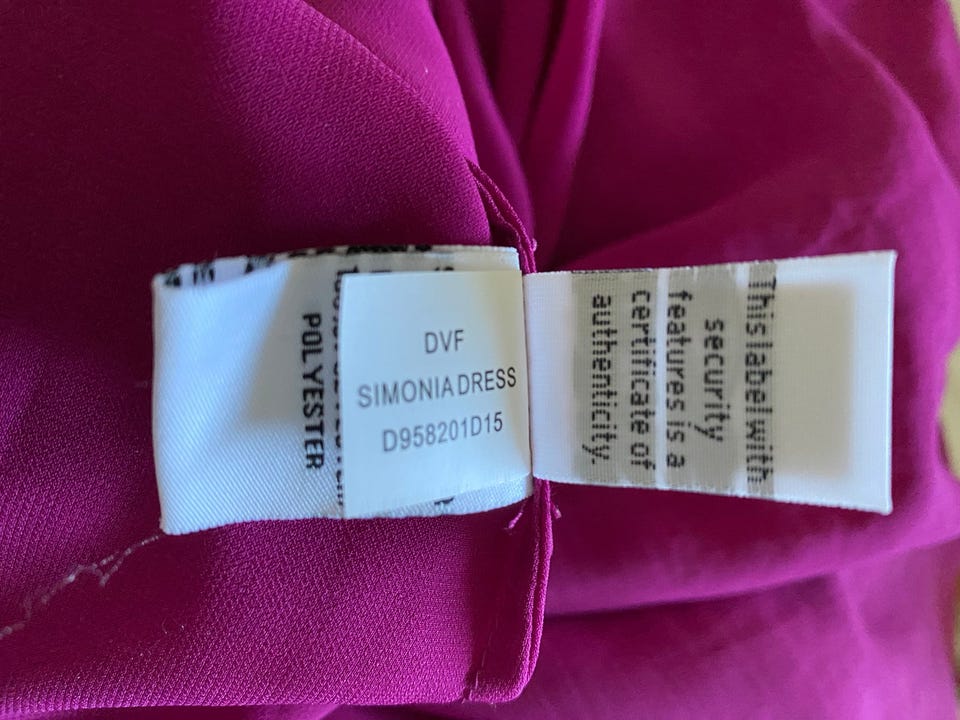 POLYESTER
DVF
SIMONIA DRESS
D958201D15
This label with
security
features is a
certificate of
authenticity.